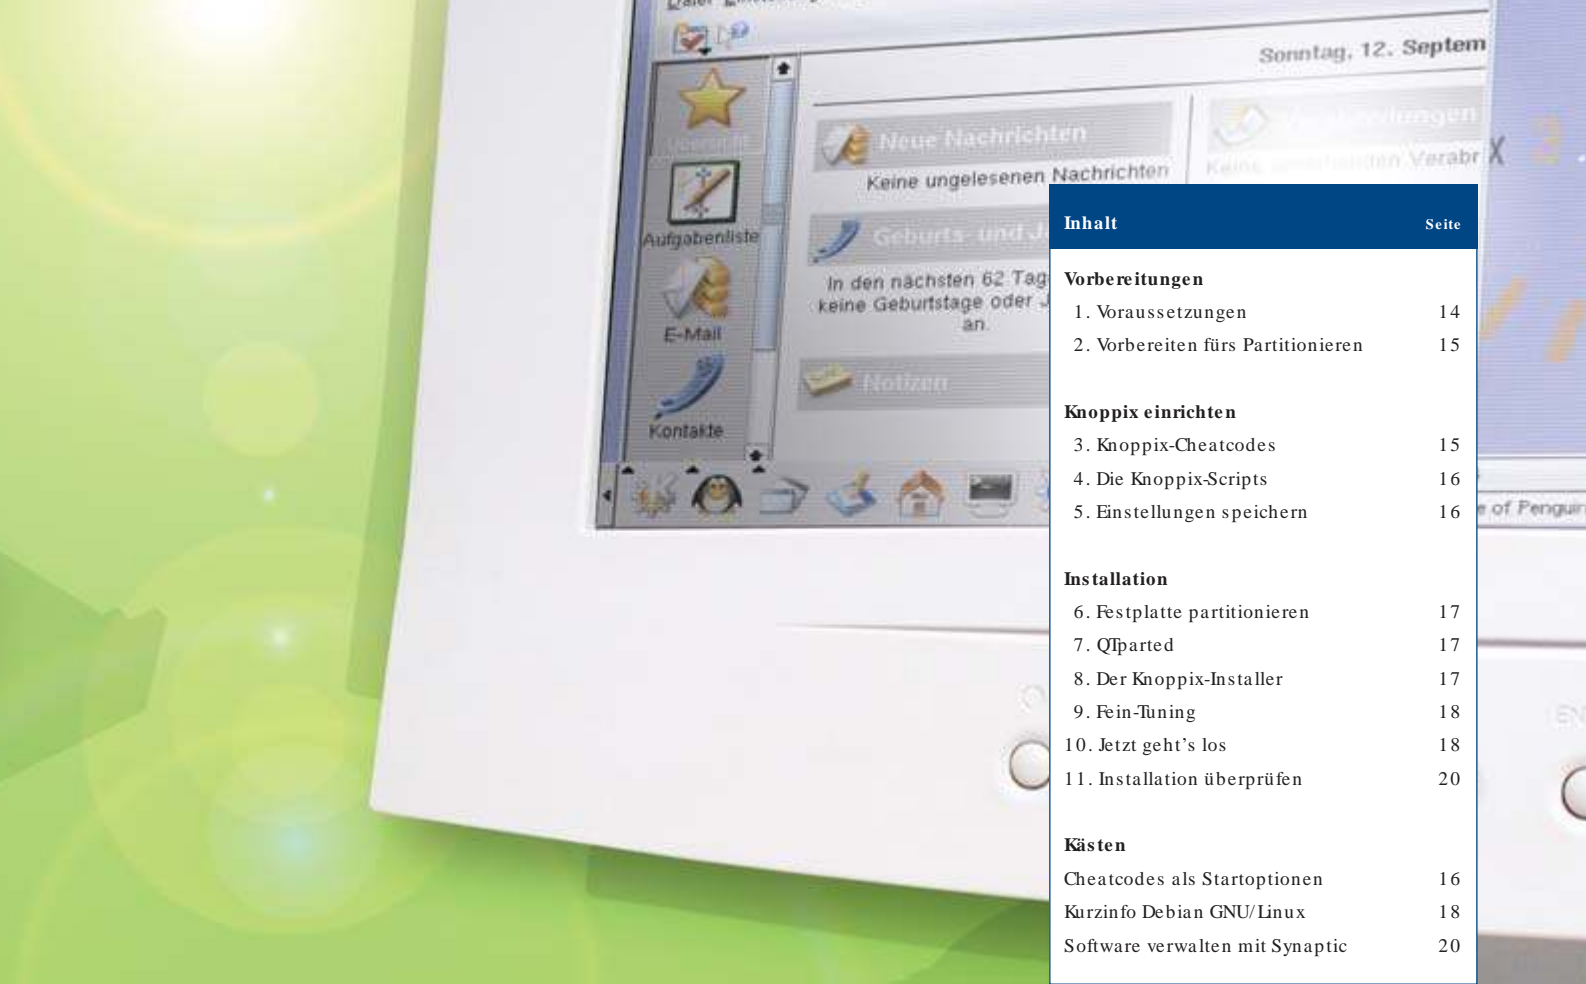 Sonntag, 12. Septem
Neue Nachrichten
Keine ungelesenen Nachrichten
Verabr
X 3.
Aufgabenliste
Geburts- und J
In den nächsten 62 Tag
keine Geburtstage oder J
an.
E-Mail
Notizen
Kontakte
e of Penguin
Inhalt Seite
Vorbereitungen
1. Voraussetzungen 14
2. Vorbereiten fürs Partitionieren 15
Knoppix einrichten
3. Knoppix-Cheatcodes 15
4. Die Knoppix-Scripts 16
5. Einstellungen speichern 16
Installation
6. Festplatte partitionieren 17
7. QTparted 17
8. Der Knoppix-Installer 17
9. Fein-Tuning 18
10. Jetzt geht's los 18
11. Installation überprüfen 20
Kästen
Cheatcodes als Startoptionen 16
Kurzinfo Debian GNU/Linux 18
Software verwalten mit Synaptic 20